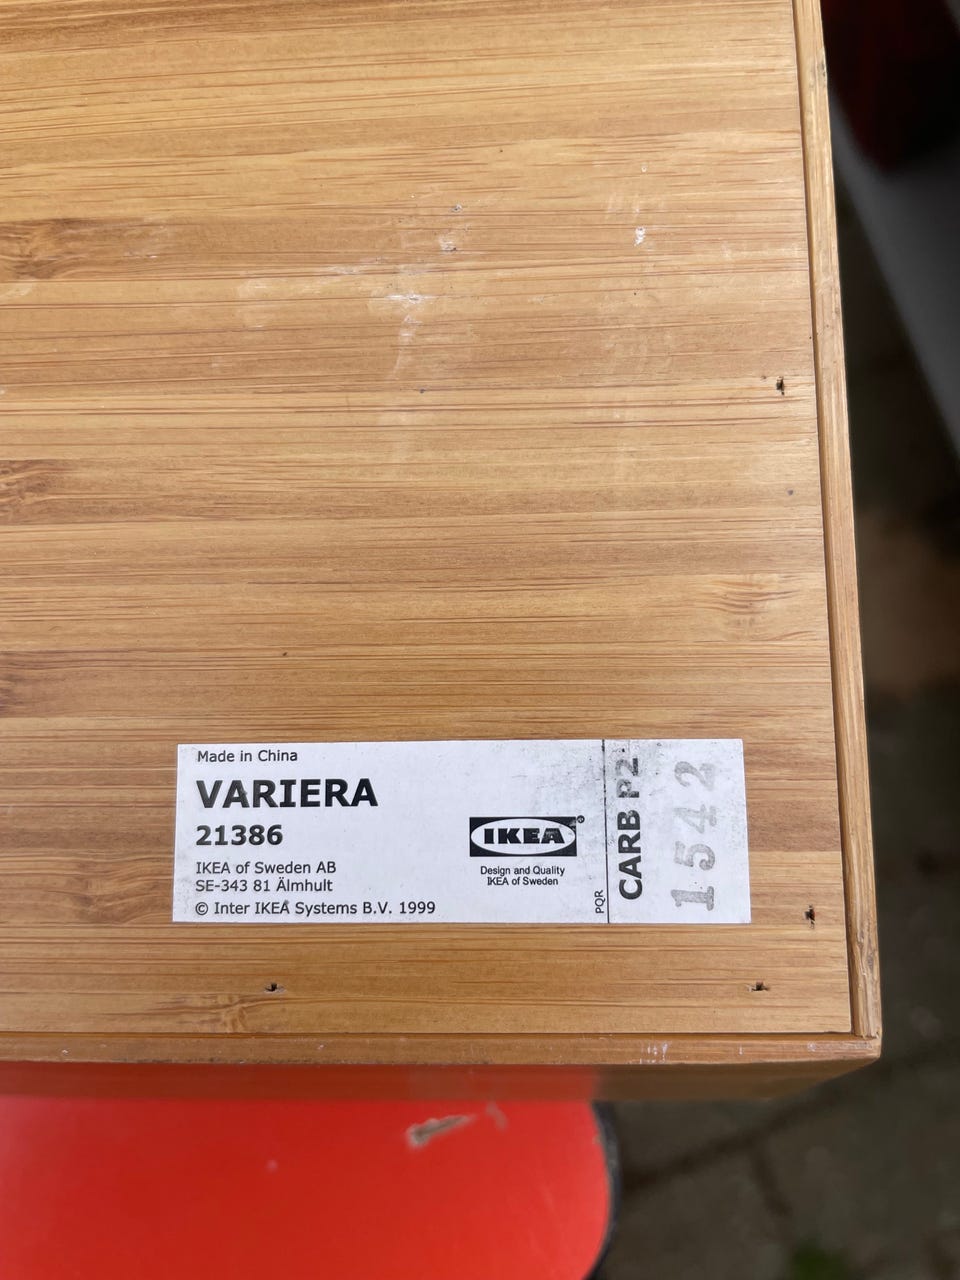 Made in China
VARIERA
21386
IKEA of Sweden AB
SE-343 81 Älmhult
© Inter IKEA Systems B.V. 1999
IKEA®
Design and Quality
IKEA of Sweden
PQR
CARB P2
1542